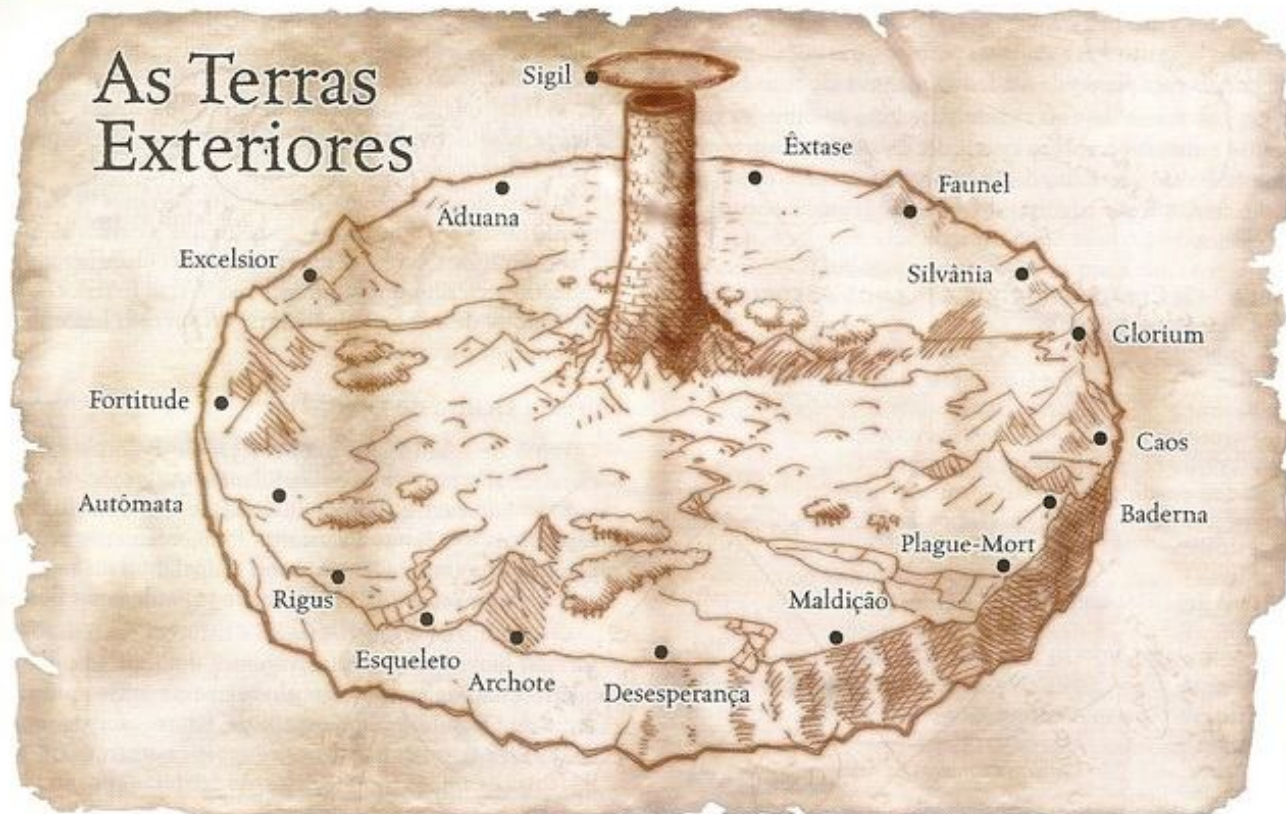 As Terras
Exteriores
Sigil
Êxtase
Faunel
Aduana
Excelsior
Silvânia
Glorium
Fortitude
Caos
Autômata
Baderna
Plague-Mort
Rigus
Maldição
Esqueleto
Archote
Desesperança